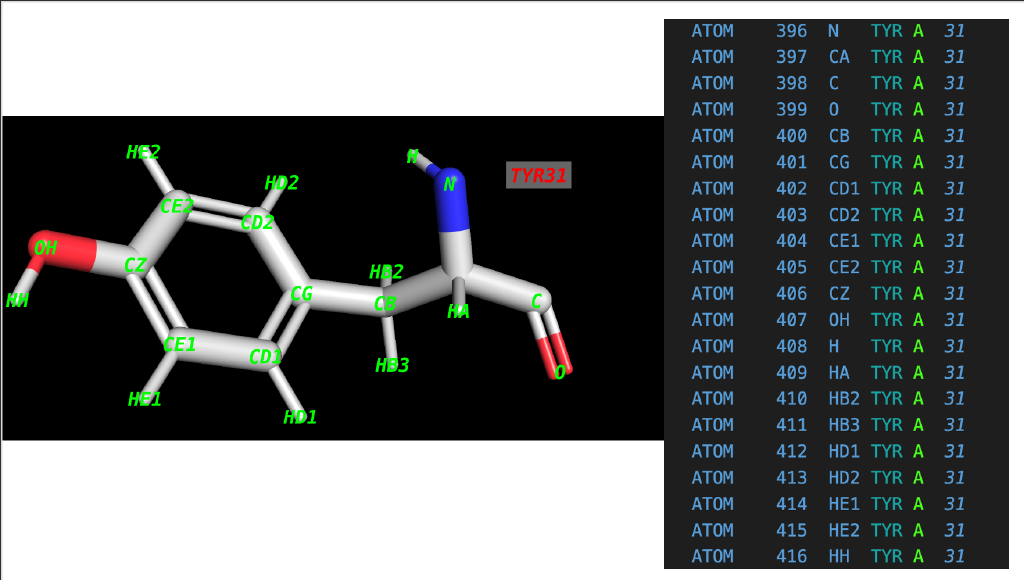 HE2
H
N
TYR31
HD2
CE2
CD2
OH
CZ
HB2
HH
CG
CB
HA
C
CE1
CD1
HB3
O
HE1
HD1
ATOM 396 N TYR A 31
ATOM 397 CA TYR A 31
ATOM 398 C TYR A 31
ATOM 399 O TYR A 31
ATOM 400 CB TYR A 31
ATOM 401 CG TYR A 31
ATOM 402 CD1 TYR A 31
ATOM 403 CD2 TYR A 31
ATOM 404 CE1 TYR A 31
ATOM 405 CE2 TYR A 31
ATOM 406 CZ TYR A 31
ATOM 407 OH TYR A 31
ATOM 408 H TYR A 31
ATOM 409 HA TYR A 31
ATOM 410 HB2 TYR A 31
ATOM 411 HB3 TYR A 31
ATOM 412 HD1 TYR A 31
ATOM 413 HD2 TYR A 31
ATOM 414 HE1 TYR A 31
ATOM 415 HE2 TYR A 31
ATOM 416 HH TYR A 31